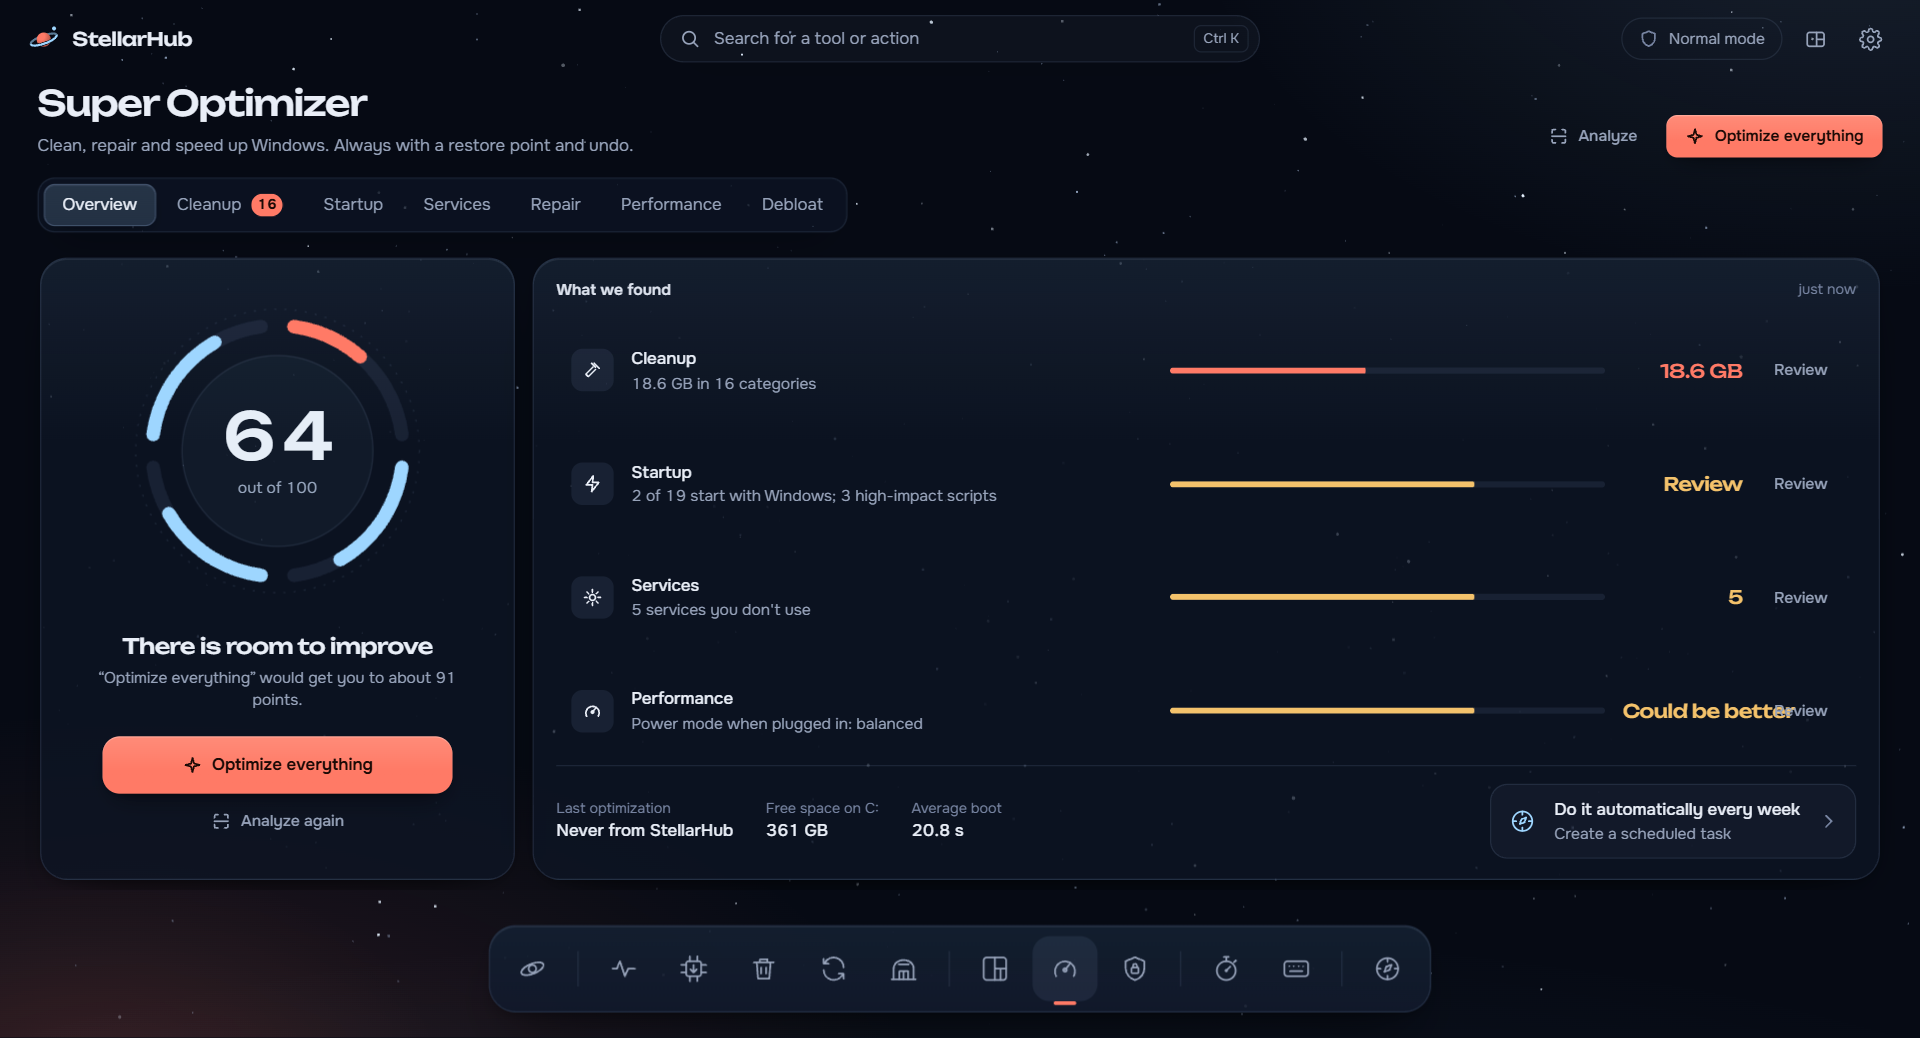 StellarHub
Search for a tool or action
Ctrl K
Normal mode
Super Optimizer
Clean, repair and speed up Windows. Always with a restore point and undo.
Analyze
Optimize everything
Overview
Cleanup 16
Startup
Services
Repair
Performance
Debloat
64
out of 100
There is room to improve
“Optimize everything” would get you to about 91
points.
Optimize everything
Analyze again
What we found
just now
Cleanup
18.6 GB in 16 categories
18.6 GB
Review
Startup
2 of 19 start with Windows; 3 high-impact scripts
Review
Review
Services
5 services you don't use
5
Review
Performance
Power mode when plugged in: balanced
Could be better
Review
Last optimization
Never from StellarHub
Free space on C:
361 GB
Average boot
20.8 s
Do it automatically every week
Create a scheduled task